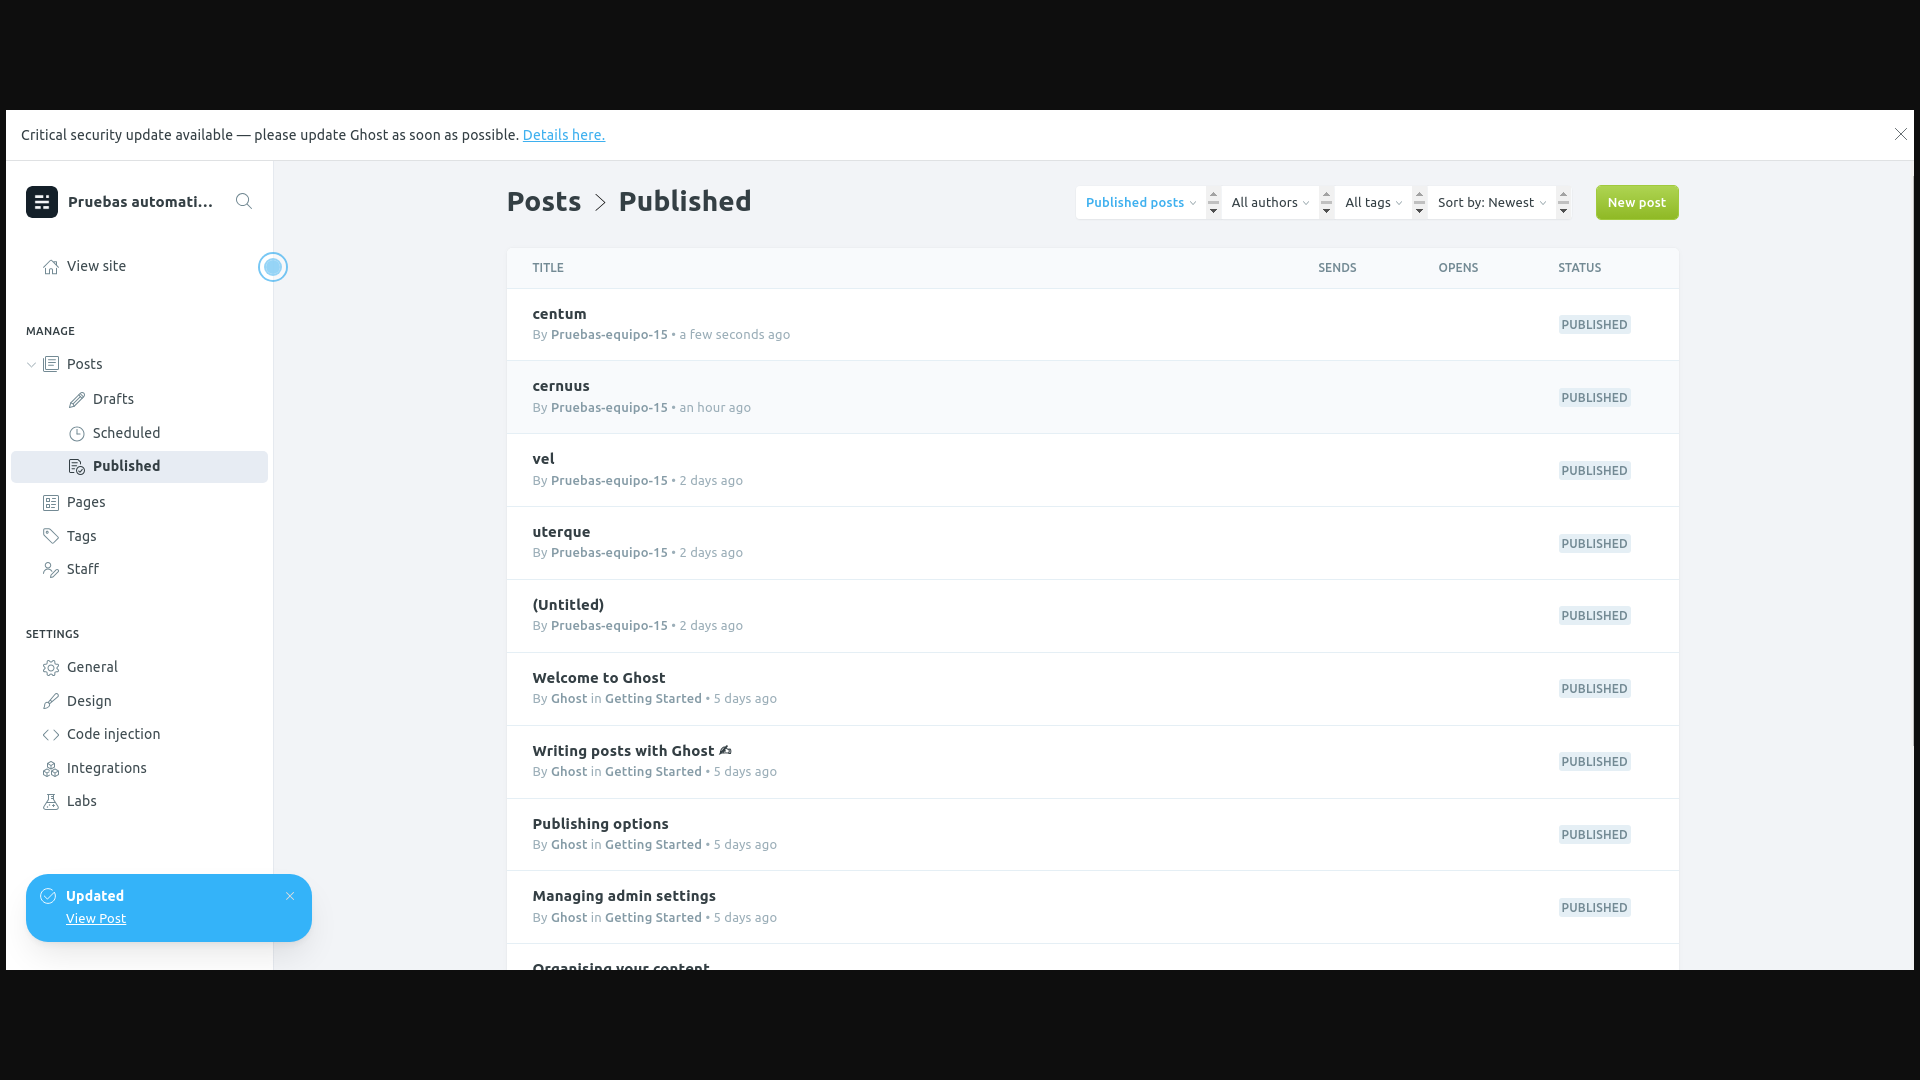 Critical security update available — please update Ghost as soon as possible. Details here.
Pruebas automati...
View site
MANAGE
Posts
Drafts
Scheduled
Published
Pages
Tags
Staff
SETTINGS
General
Design
Code injection
Integrations
Labs
Updated
View Post
Posts > Published
Published posts
All authors
All tags
Sort by: Newest
New post
TITLE SENDS OPENS STATUS
centum
By Pruebas-equipo-15 • a few seconds ago
PUBLISHED
cernuus
By Pruebas-equipo-15 • an hour ago
PUBLISHED
vel
By Pruebas-equipo-15 • 2 days ago
PUBLISHED
uterque
By Pruebas-equipo-15 • 2 days ago
PUBLISHED
(Untitled)
By Pruebas-equipo-15 • 2 days ago
PUBLISHED
Welcome to Ghost
By Ghost in Getting Started • 5 days ago
PUBLISHED
Writing posts with Ghost ✍
By Ghost in Getting Started • 5 days ago
PUBLISHED
Publishing options
By Ghost in Getting Started • 5 days ago
PUBLISHED
Managing admin settings
By Ghost in Getting Started • 5 days ago
PUBLISHED
Organising your content